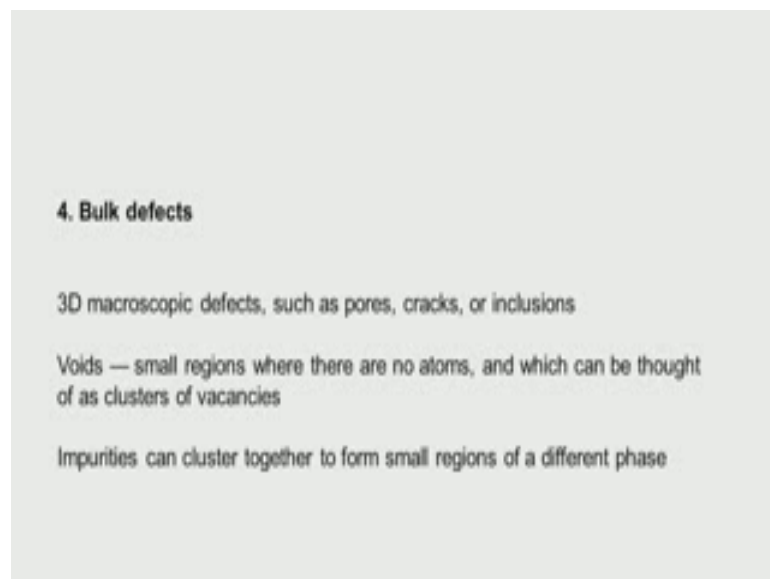 4. Bulk defects
3D macroscopic defects, such as pores, cracks, or inclusions
Voids — small regions where there are no atoms, and which can be thought
of as clusters of vacancies
Impurities can cluster together to form small regions of a different phase